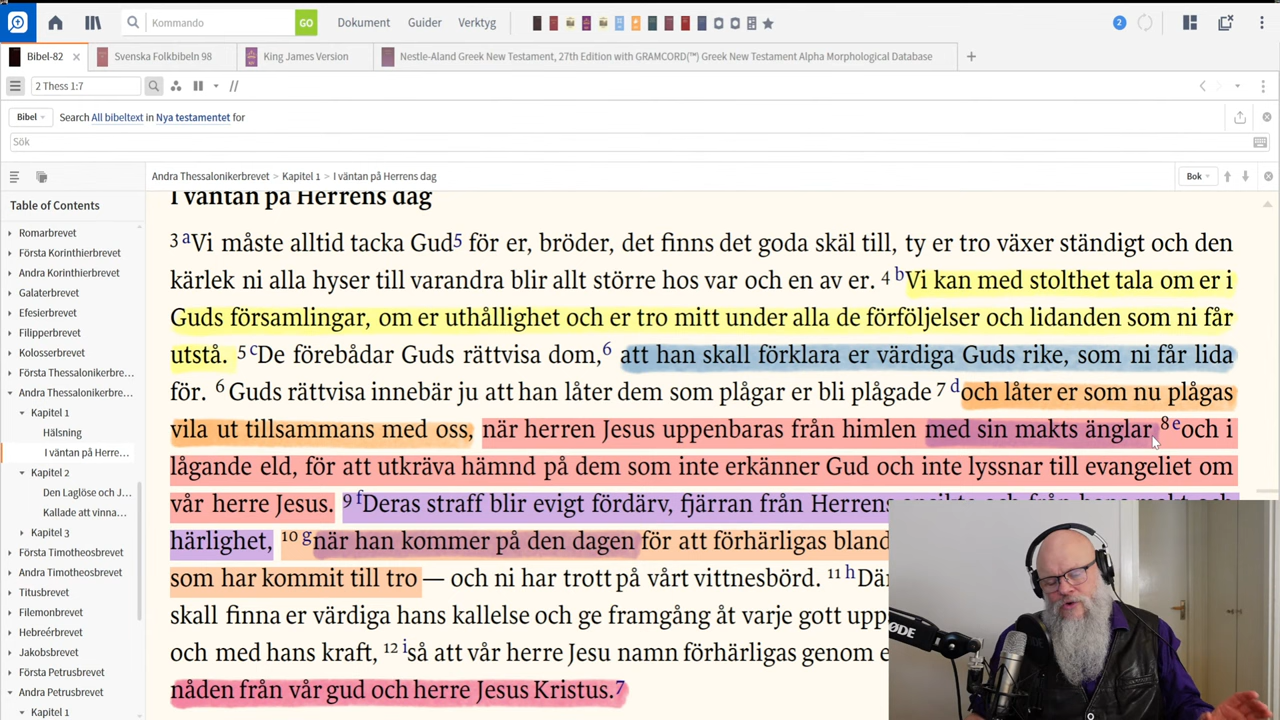 Kommando
GO
Dokument
Guider
Verktyg
2
Bibel-82
Svenska Folkbibeln 98
King James Version
Nestle-Aland Greek New Testament, 27th Edition with GRAMCORD(™) Greek New Testament Alpha Morphological Database
2 Thess 1:7
Bibel
Search All bibeltext in Nya testamentet for
Sök
Andra Thessalonikerbrevet > Kapitel 1 > I väntan på Herrens dag
Bok
Table of Contents
Romarbrevet
Första Korinthierbrevet
Andra Korinthierbrevet
Galaterbrevet
Efesierbrevet
Filipperbrevet
Kolosserbrevet
Första Thessalonikerbre...
Andra Thessalonikerbre...
Kapitel 1
Hälsning
I väntan på Herre...
Kapitel 2
Den Laglöse och J...
Kallade att vinna...
Kapitel 3
Första Timotheosbrevet
Andra Timotheosbrevet
Titusbrevet
Filemonbrevet
Hebreérbrevet
Jakobsbrevet
Första Petrusbrevet
Andra Petrusbrevet
Kapitel 1
I väntan på Herrens dag
3 a Vi måste alltid tacka Gud5 för er, bröder, det finns det goda skäl till, ty er tro växer ständigt och den
kärlek ni alla hyser till varandra blir allt större hos var och en av er. 4 b Vi kan med stolthet tala om er i
Guds församlingar, om er uthållighet och er tro mitt under alla de förföljelser och lidanden som ni får
utstå. 5 c De förebådar Guds rättvisa dom,6 att han skall förklara er värdiga Guds rike, som ni får lida
för. 6 Guds rättvisa innebär ju att han låter dem som plågar er bli plågade 7 d och låter er som nu plågas
vila ut tillsammans med oss, när herren Jesus uppenbaras från himlen med sin makts änglar 8 e och i
lågande eld, för att utkräva hämnd på dem som inte erkänner Gud och inte lyssnar till evangeliet om
vår herre Jesus. 9 f Deras straff blir evigt fördärv, fjärran från Herrens ansikte och från hans makt och
härlighet, 10 g när han kommer på den dagen för att förhärligas bland
som har kommit till tro — och ni har trott på vårt vittnesbörd. 11 h Där
skall finna er värdiga hans kallelse och ge framgång åt varje gott upp
och med hans kraft, 12 i så att vår herre Jesu namn förhärligas genom e
nåden från vår gud och herre Jesus Kristus.7
RØDE